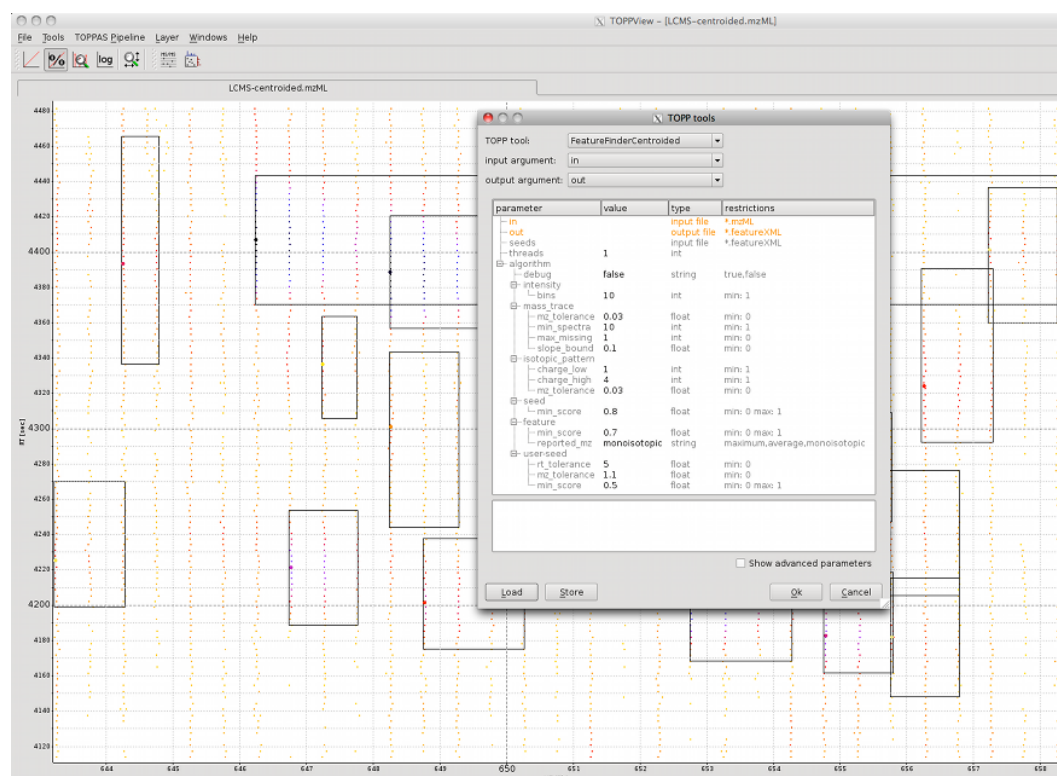 TOPPView – [LCMS-centroided.mzML]
File Tools TOPPAS Pipeline Layer Windows Help
% log MS/MS
LCMS-centroided.mzML
TOPP tools
TOPP tool: FeatureFinderCentroided
input argument: in
output argument: out
parameter value type restrictions
in input file *.mzML
out output file *.featureXML
seeds input file *.featureXML
threads 1 int
algorithm
debug false string true,false
intensity
bins 10 int min: 1
mass_trace
mz_tolerance 0.03 float min: 0
min_spectra 10 int min: 1
max_missing 1 int min: 0
slope_bound 0.1 float min: 0
isotopic_pattern
charge_low 1 int min: 1
charge_high 4 int min: 1
mz_tolerance 0.03 float min: 0
seed
min_score 0.8 float min: 0 max: 1
feature
min_score 0.7 float min: 0 max: 1
reported_mz monoisotopic string maximum,average,monoisotopic
user-seed
rt_tolerance 5 float min: 0
mz_tolerance 1.1 float min: 0
min_score 0.5 float min: 0 max: 1
Show advanced parameters
Load Store Ok Cancel
RT [sec]
4480
4460
4440
4420
4400
4380
4360
4340
4320
4300
4280
4260
4240
4220
4200
4180
4160
4140
4120
644 645 646 647 648 649 650 651 652 653 654 655 656 657 658